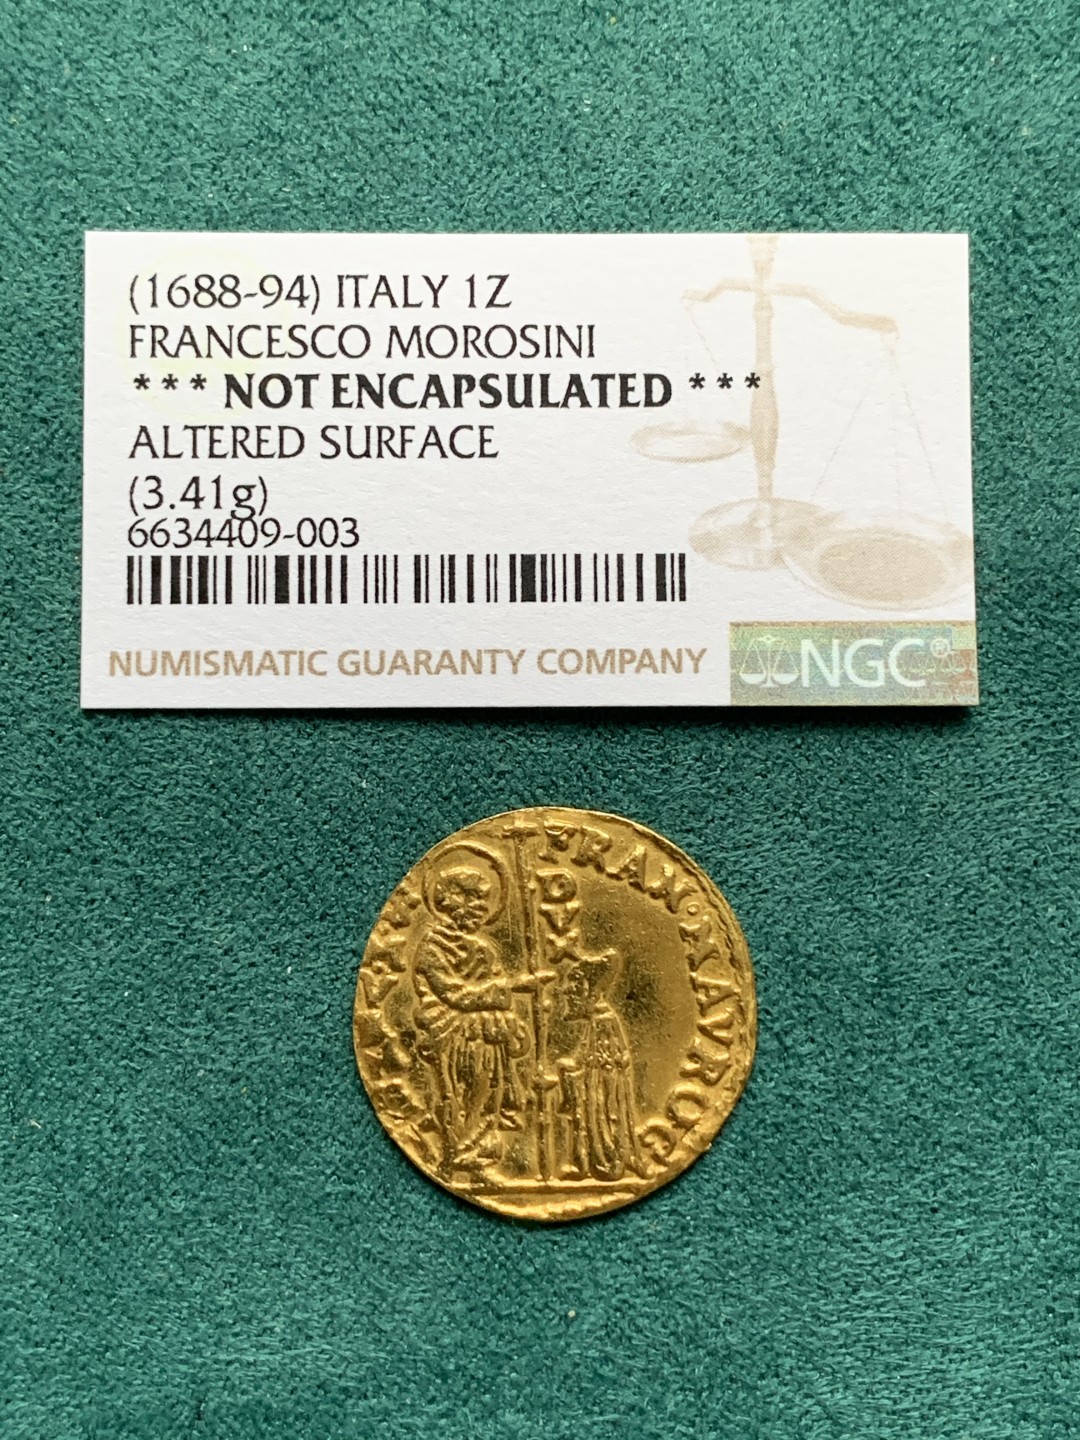 (1688-94) ITALY 1Z
FRANCESCO MOROSINI
*** NOT ENCAPSULATED ***
ALTERED SURFACE
(3.41g)
6634409-003
NUMISMATIC GUARANTY COMPANY
NGC®
FRAN·MAVROC
DVX